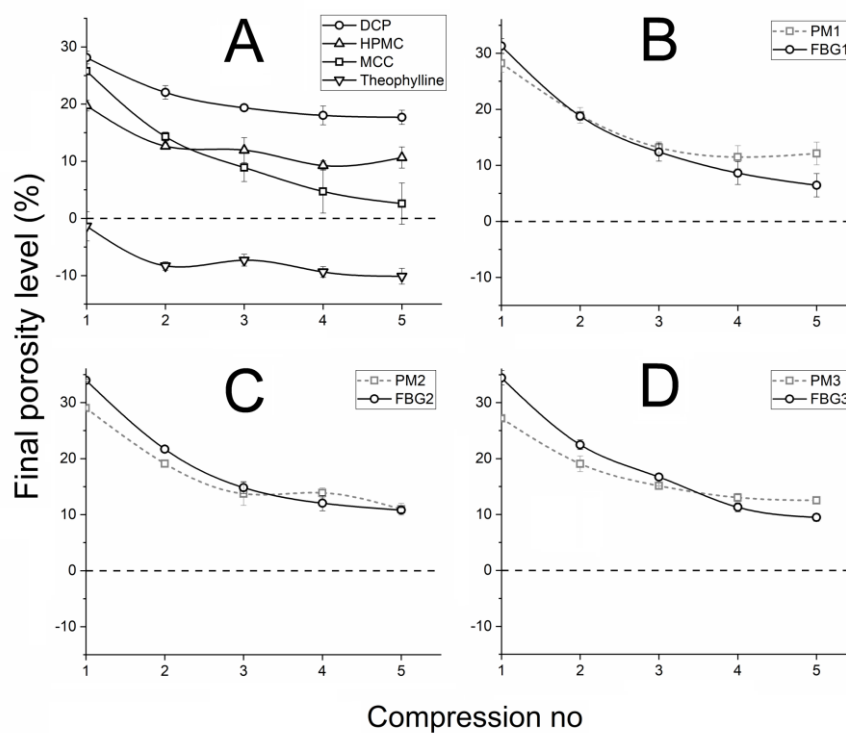 A
DCP
HPMC
MCC
Theophylline
30
20
10
0
-10
1 2 3 4 5
B
PM1
FBG1
30
20
10
0
-10
1 2 3 4 5
Final porosity level (%)
C
PM2
FBG2
30
20
10
0
-10
1 2 3 4 5
D
PM3
FBG3
30
20
10
0
-10
1 2 3 4 5
Compression no